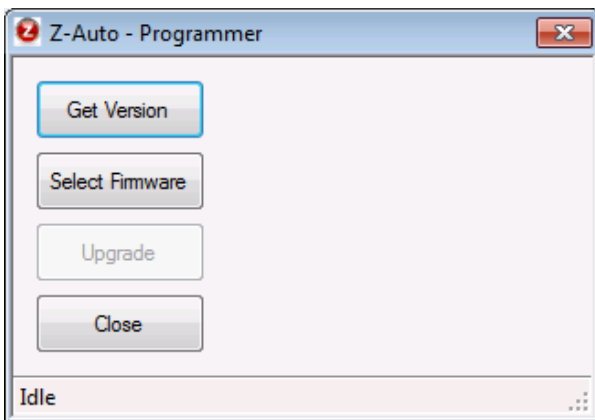 Z-Auto - Programmer
Get Version
Select Firmware
Upgrade
Close
Idle